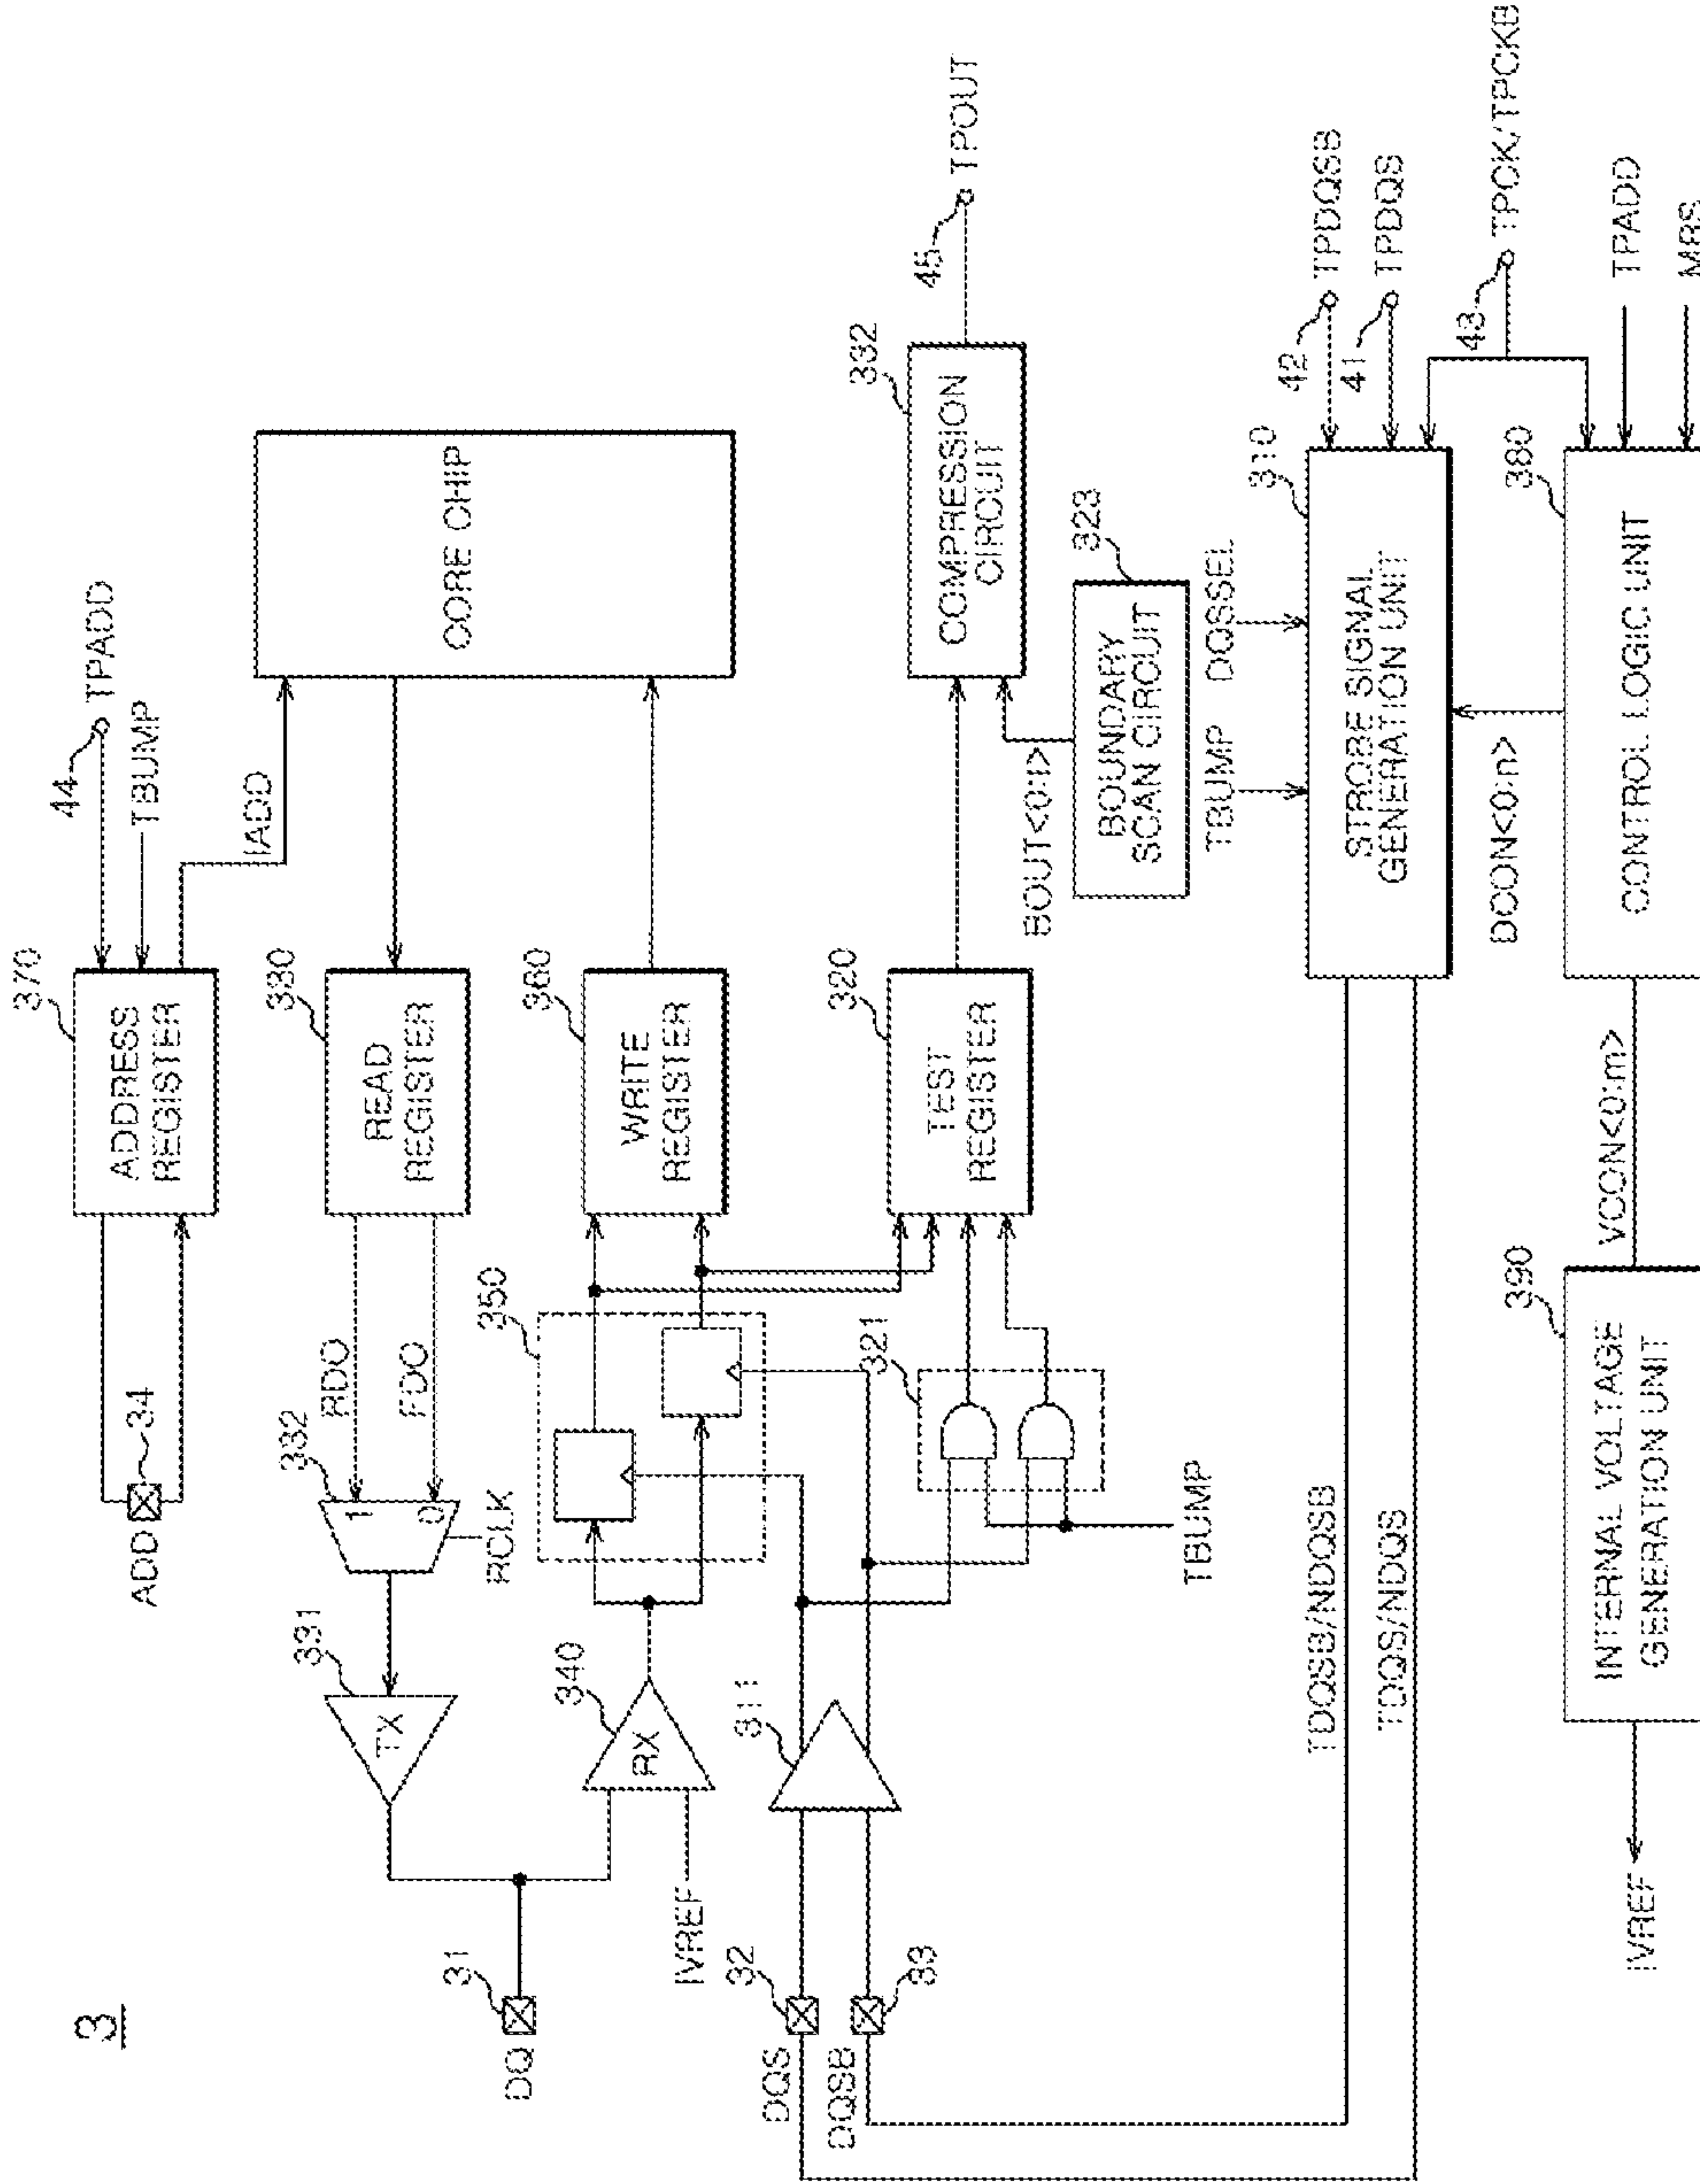 3
ADD
34
370
ADDRESS
REGISTER
44
TPADD
TBUMP
IADD
331
TX
332
1
0
RCLK
RDO
FDO
330
READ
REGISTER
CORE CHIP
31
DQ
340
RX
IVREF
350
360
WRITE
REGISTER
32
DQS
DQSB
33
311
321
TBUMP
320
TEST
REGISTER
332
COMPRESSION
CIRCUIT
45
TPOUT
BOUT<0:l>
323
BOUNDARY
SCAN CIRCUIT
TBUMP
DQSSEL
310
STROBE SIGNAL
GENERATION UNIT
42
TPDQSB
41
TPDQS
43
TPCK/TPCKB
TDQSB/NDQSB
TDQS/NDQS
DCON<0:n>
380
CONTROL LOGIC UNIT
TPADD
MRS
VCON<0:m>
390
INTERNAL VOLTAGE
GENERATION UNIT
IVREF